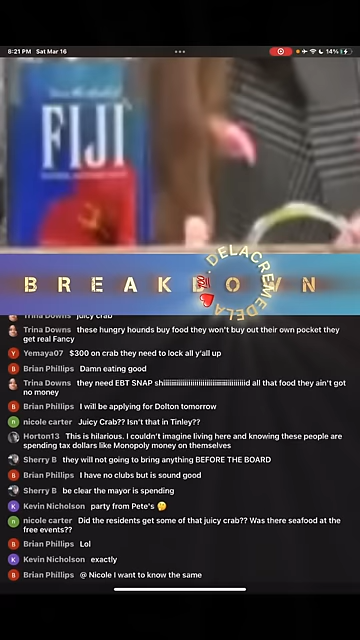 8:21 PM Sat Mar 16
14%
FIJI
DELACREMEDELA
💯
BREAKDOWN
Trina Downs juicy crab
Trina Downs these hungry hounds buy food they won't buy out their own pocket they
get real Fancy
Yemaya07 $300 on crab they need to lock all y'all up
Brian Phillips Damn eating good
Trina Downs they need EBT SNAP shiiiiiiiiiiiiiiiiiiiiiiiiiiiiiiiiiid all that food they ain't got
no money
Brian Phillips I will be applying for Dolton tomorrow
nicole carter Juicy Crab?? Isn't that in Tinley??
Horton13 This is hilarious. I couldn't imagine living here and knowing these people are
spending tax dollars like Monopoly money on themselves
Sherry B they will not going to bring anything BEFORE THE BOARD
Brian Phillips I have no clubs but is sound good
Sherry B be clear the mayor is spending
Kevin Nicholson party from Pete's 🤔
nicole carter Did the residents get some of that juicy crab?? Was there seafood at the
free events??
Brian Phillips Lol
Kevin Nicholson exactly
Brian Phillips @ Nicole I want to know the same